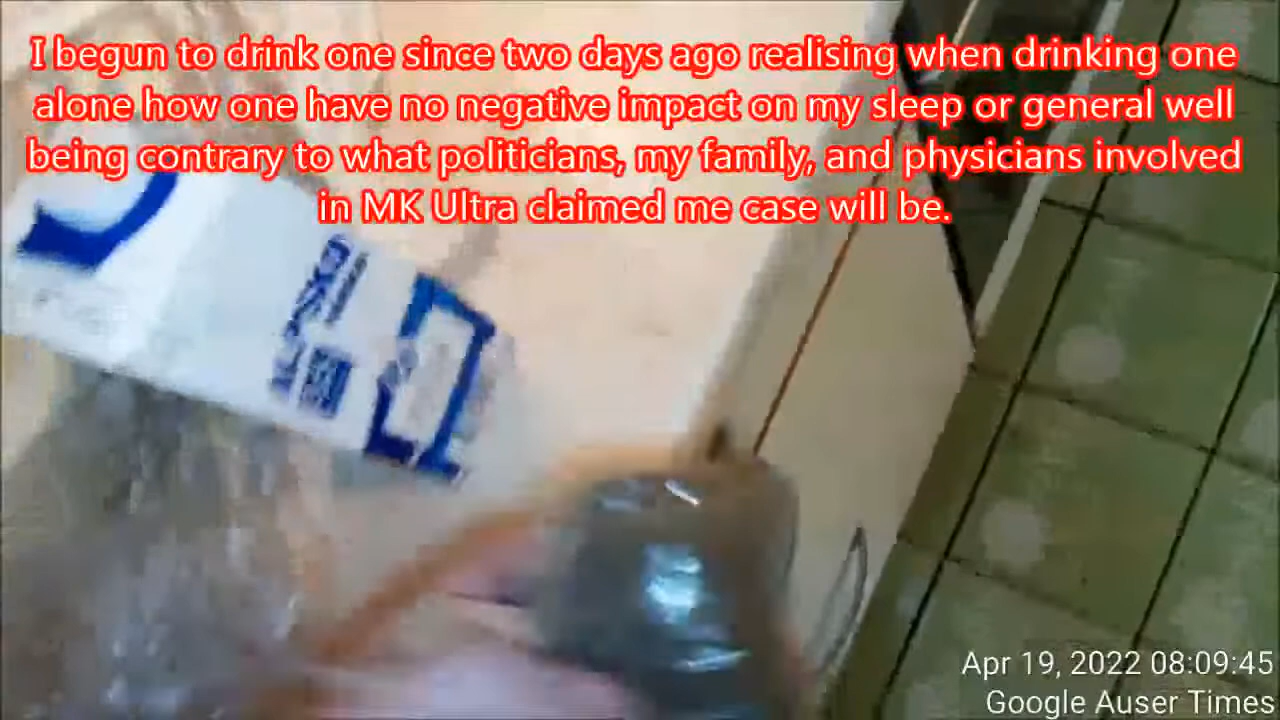 I begun to drink one since two days ago realising when drinking one
alone how one have no negative impact on my sleep or general well
being contrary to what politicians, my family, and physicians involved
in MK Ultra claimed me case will be.
Apr 19, 2022 08:09:45
Google Auser Times